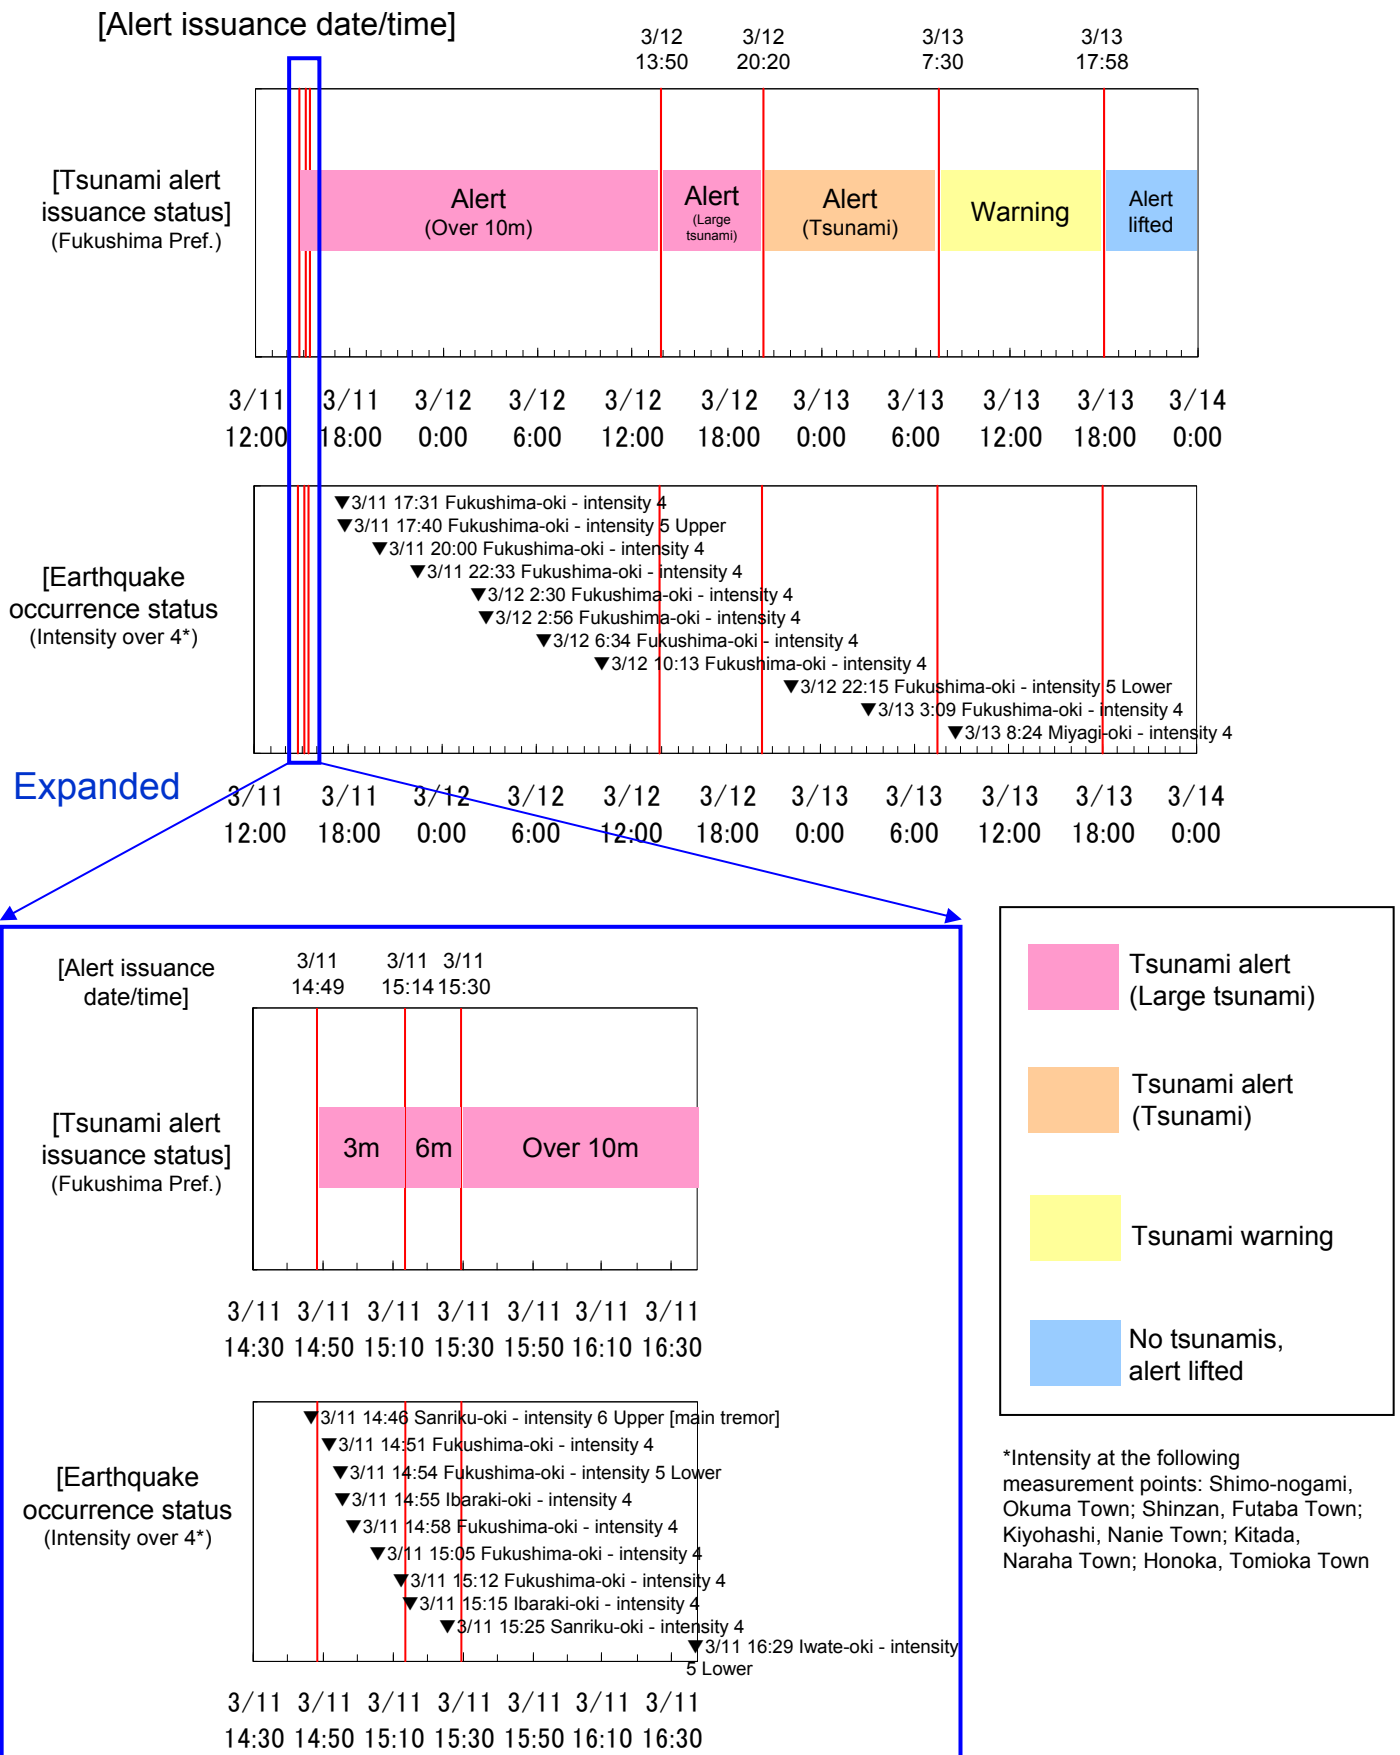 [Alert issuance date/time]
3/12 3/12 3/13 3/13
13:50 20:20 7:30 17:58
[Tsunami alert
issuance status]
(Fukushima Pref.)
Alert
(Over 10m)
Alert
(Large
tsunami)
Alert
(Tsunami)
Warning
Alert
lifted
3/11 3/11 3/12 3/12 3/12 3/12 3/13 3/13 3/13 3/13 3/14
12:00 18:00 0:00 6:00 12:00 18:00 0:00 6:00 12:00 18:00 0:00
[Earthquake
occurrence status
(Intensity over 4*)
▼3/11 17:31 Fukushima-oki - intensity 4
▼3/11 17:40 Fukushima-oki - intensity 5 Upper
▼3/11 20:00 Fukushima-oki - intensity 4
▼3/11 22:33 Fukushima-oki - intensity 4
▼3/12 2:30 Fukushima-oki - intensity 4
▼3/12 2:56 Fukushima-oki - intensity 4
▼3/12 6:34 Fukushima-oki - intensity 4
▼3/12 10:13 Fukushima-oki - intensity 4
▼3/12 22:15 Fukushima-oki - intensity 5 Lower
▼3/13 3:09 Fukushima-oki - intensity 4
▼3/13 8:24 Miyagi-oki - intensity 4
Expanded
3/11 3/11 3/12 3/12 3/12 3/12 3/13 3/13 3/13 3/13 3/14
12:00 18:00 0:00 6:00 12:00 18:00 0:00 6:00 12:00 18:00 0:00
[Alert issuance
date/time]
3/11 3/11 3/11
14:49 15:14 15:30
[Tsunami alert
issuance status]
(Fukushima Pref.)
3m 6m Over 10m
3/11 3/11 3/11 3/11 3/11 3/11 3/11
14:30 14:50 15:10 15:30 15:50 16:10 16:30
[Earthquake
occurrence status
(Intensity over 4*)
▼3/11 14:46 Sanriku-oki - intensity 6 Upper [main tremor]
▼3/11 14:51 Fukushima-oki - intensity 4
▼3/11 14:54 Fukushima-oki - intensity 5 Lower
▼3/11 14:55 Ibaraki-oki - intensity 4
▼3/11 14:58 Fukushima-oki - intensity 4
▼3/11 15:05 Fukushima-oki - intensity 4
▼3/11 15:12 Fukushima-oki - intensity 4
▼3/11 15:15 Ibaraki-oki - intensity 4
▼3/11 15:25 Sanriku-oki - intensity 4
▼3/11 16:29 Iwate-oki - intensity
5 Lower
3/11 3/11 3/11 3/11 3/11 3/11 3/11
14:30 14:50 15:10 15:30 15:50 16:10 16:30
Tsunami alert
(Large tsunami)
Tsunami alert
(Tsunami)
Tsunami warning
No tsunamis,
alert lifted
*Intensity at the following
measurement points: Shimo-nogami,
Okuma Town; Shinzan, Futaba Town;
Kiyohashi, Nanie Town; Kitada,
Naraha Town; Honoka, Tomioka Town